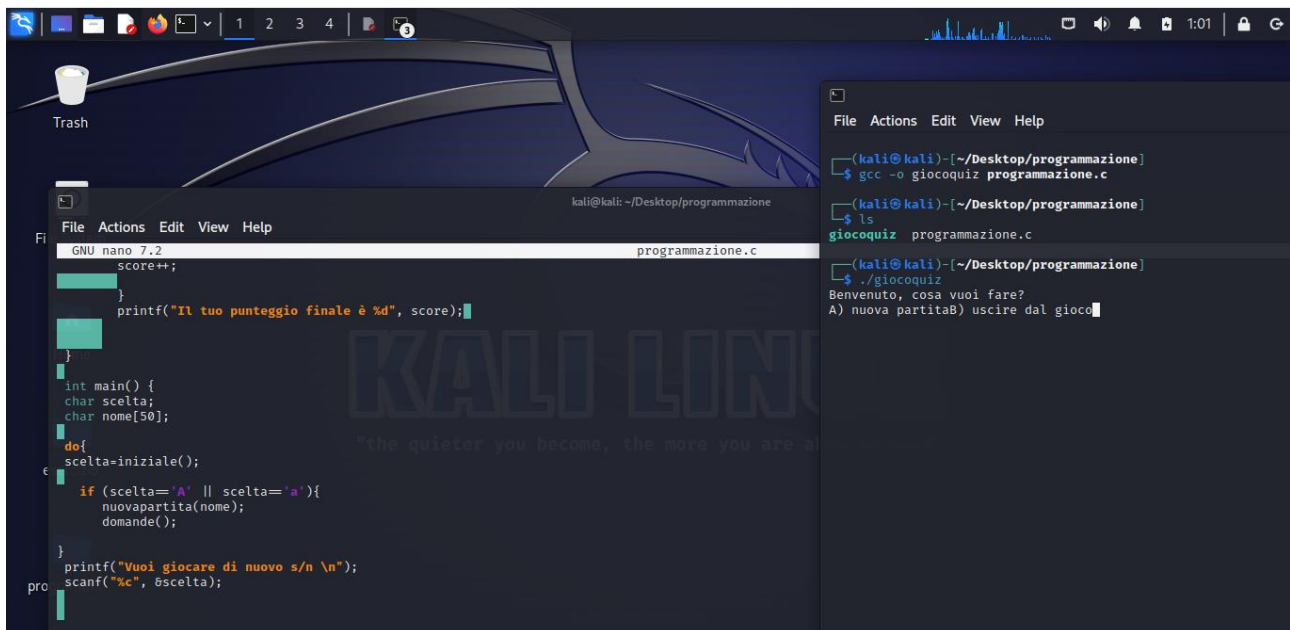 1 2 3 4
3
1:01
Trash
File Actions Edit View Help
kali@kali: ~/Desktop/programmazione
File Actions Edit View Help
GNU nano 7.2 programmazione.c
score++;
}
printf("Il tuo punteggio finale è %d", score);
}
int main() {
char scelta;
char nome[50];
do{
scelta=iniziale();
if (scelta=='A' || scelta=='a'){
nuovapartita(nome);
domande();
}
printf("Vuoi giocare di nuovo s/n \n");
scanf("%c", &scelta);
KALI LINUX
"the quieter you become, the more you are
┌──(kali㉿kali)-[~/Desktop/programmazione]
└─$ gcc -o giocoquiz programmazione.c
┌──(kali㉿kali)-[~/Desktop/programmazione]
└─$ ls
giocoquiz programmazione.c
┌──(kali㉿kali)-[~/Desktop/programmazione]
└─$ ./giocoquiz
Benvenuto, cosa vuoi fare?
A) nuova partitaB) uscire dal gioco